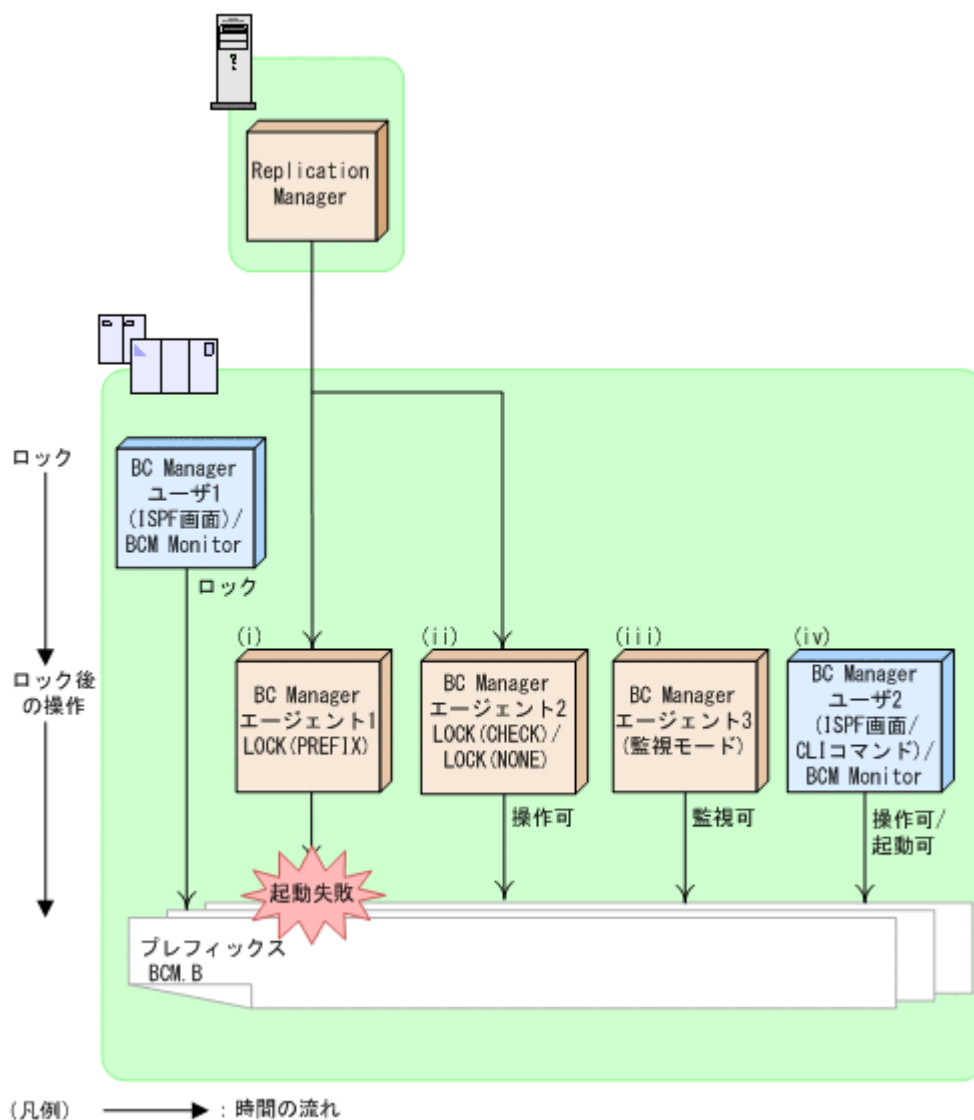 Replication
Manager
ロック
BC Manager
ユーザ1
(ISPF画面)/
BCM Monitor
ロック
ロック後
の操作
(i)
BC Manager
エージェント1
LOCK(PREFIX)
(ii)
BC Manager
エージェント2
LOCK(CHECK)/
LOCK(NONE)
(iii)
BC Manager
エージェント3
(監視モード)
(iv)
BC Manager
ユーザ2
(ISPF画面/
CLIコマンド)/
BCM Monitor
操作可
監視可
操作可/
起動可
起動失敗
プレフィックス
BCM.B
(凡例)
：時間の流れ